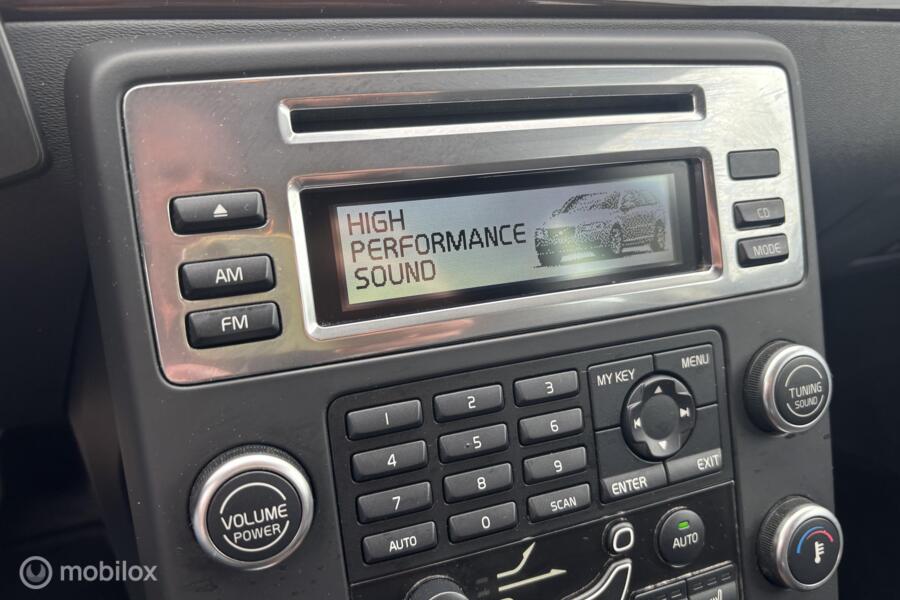 HIGH
PERFORMANCE
SOUND
AM
FM
CD
MODE
1
2
3
4
5
6
7
8
9
AUTO
0
SCAN
MY KEY
MENU
ENTER
EXIT
TUNING
SOUND
VOLUME
POWER
AUTO
mobilox